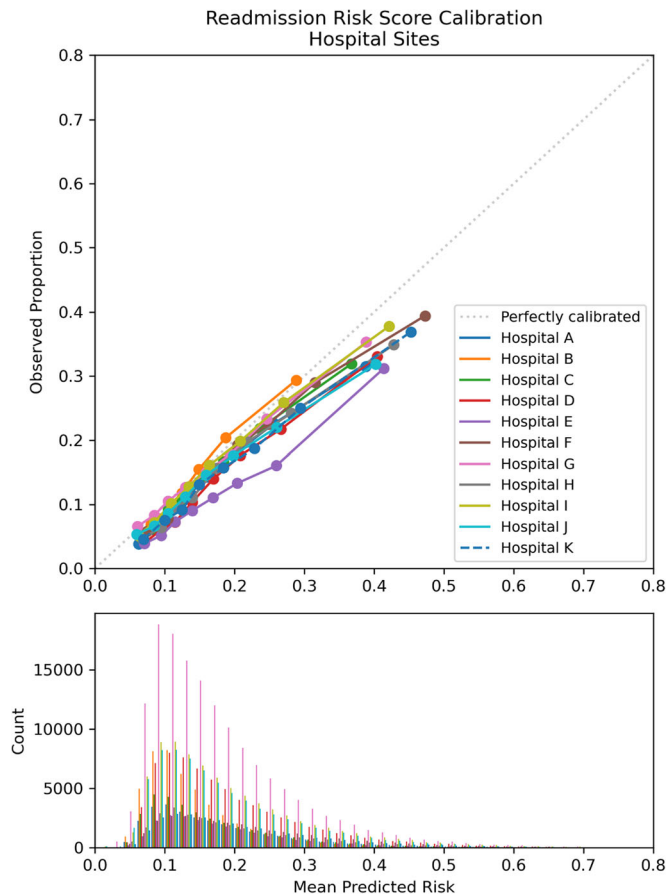 Readmission Risk Score Calibration
Hospital Sites
0.8
0.7
0.6
0.5
0.4
0.3
0.2
0.1
0.0
Observed Proportion
Perfectly calibrated
Hospital A
Hospital B
Hospital C
Hospital D
Hospital E
Hospital F
Hospital G
Hospital H
Hospital I
Hospital J
Hospital K
0.0 0.1 0.2 0.3 0.4 0.5 0.6 0.7 0.8
15000
10000
5000
0
Count
0.0 0.1 0.2 0.3 0.4 0.5 0.6 0.7 0.8
Mean Predicted Risk